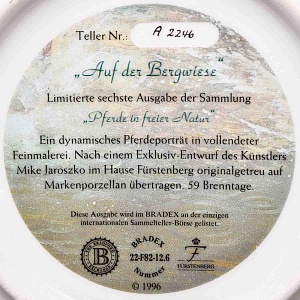 Teller Nr.: A 2246
„Auf der Bergwiese“
Limitierte sechste Ausgabe der Sammlung
„Pferde in freier Natur“
Ein dynamisches Pferdeporträt in vollendeter
Feinmalerei. Nach einem Exklusiv-Entwurf des Künstlers
Mike Jaroszko im Hause Fürstenberg originalgetreu auf
Markenporzellan übertragen. 59 Brenntage.
Diese Ausgabe wird im BRADEX an der einzigen
internationalen Sammelteller-Börse gelistet.
B
BRADEX
22-F82-12.6
Nummer
F
FÜRSTENBERG
© 1996